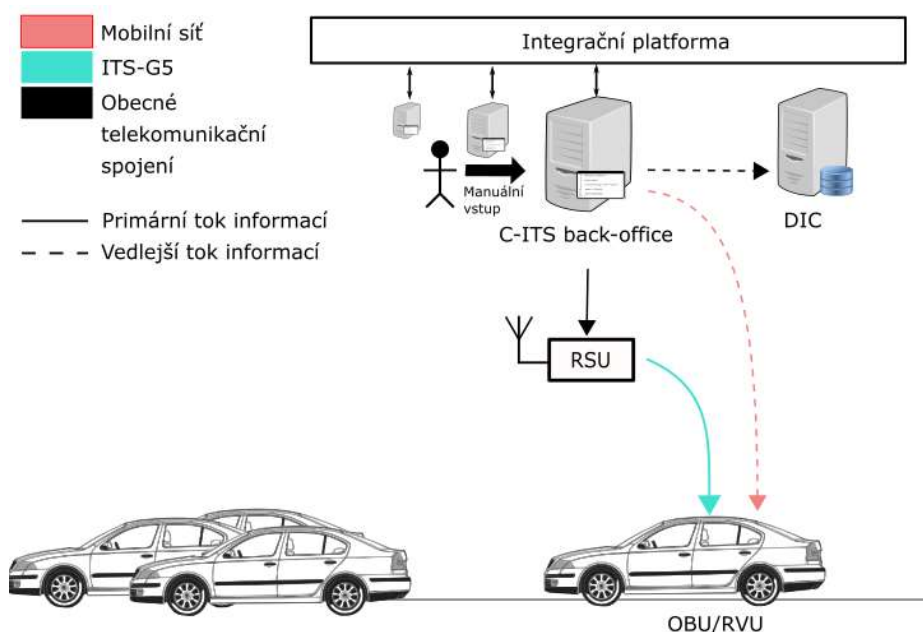 Mobilní síť
ITS-G5
Obecné
telekomunikační
spojení
Primární tok informací
Vedlejší tok informací
Integrační platforma
Manuální
vstup
C-ITS back-office
DIC
RSU
OBU/RVU